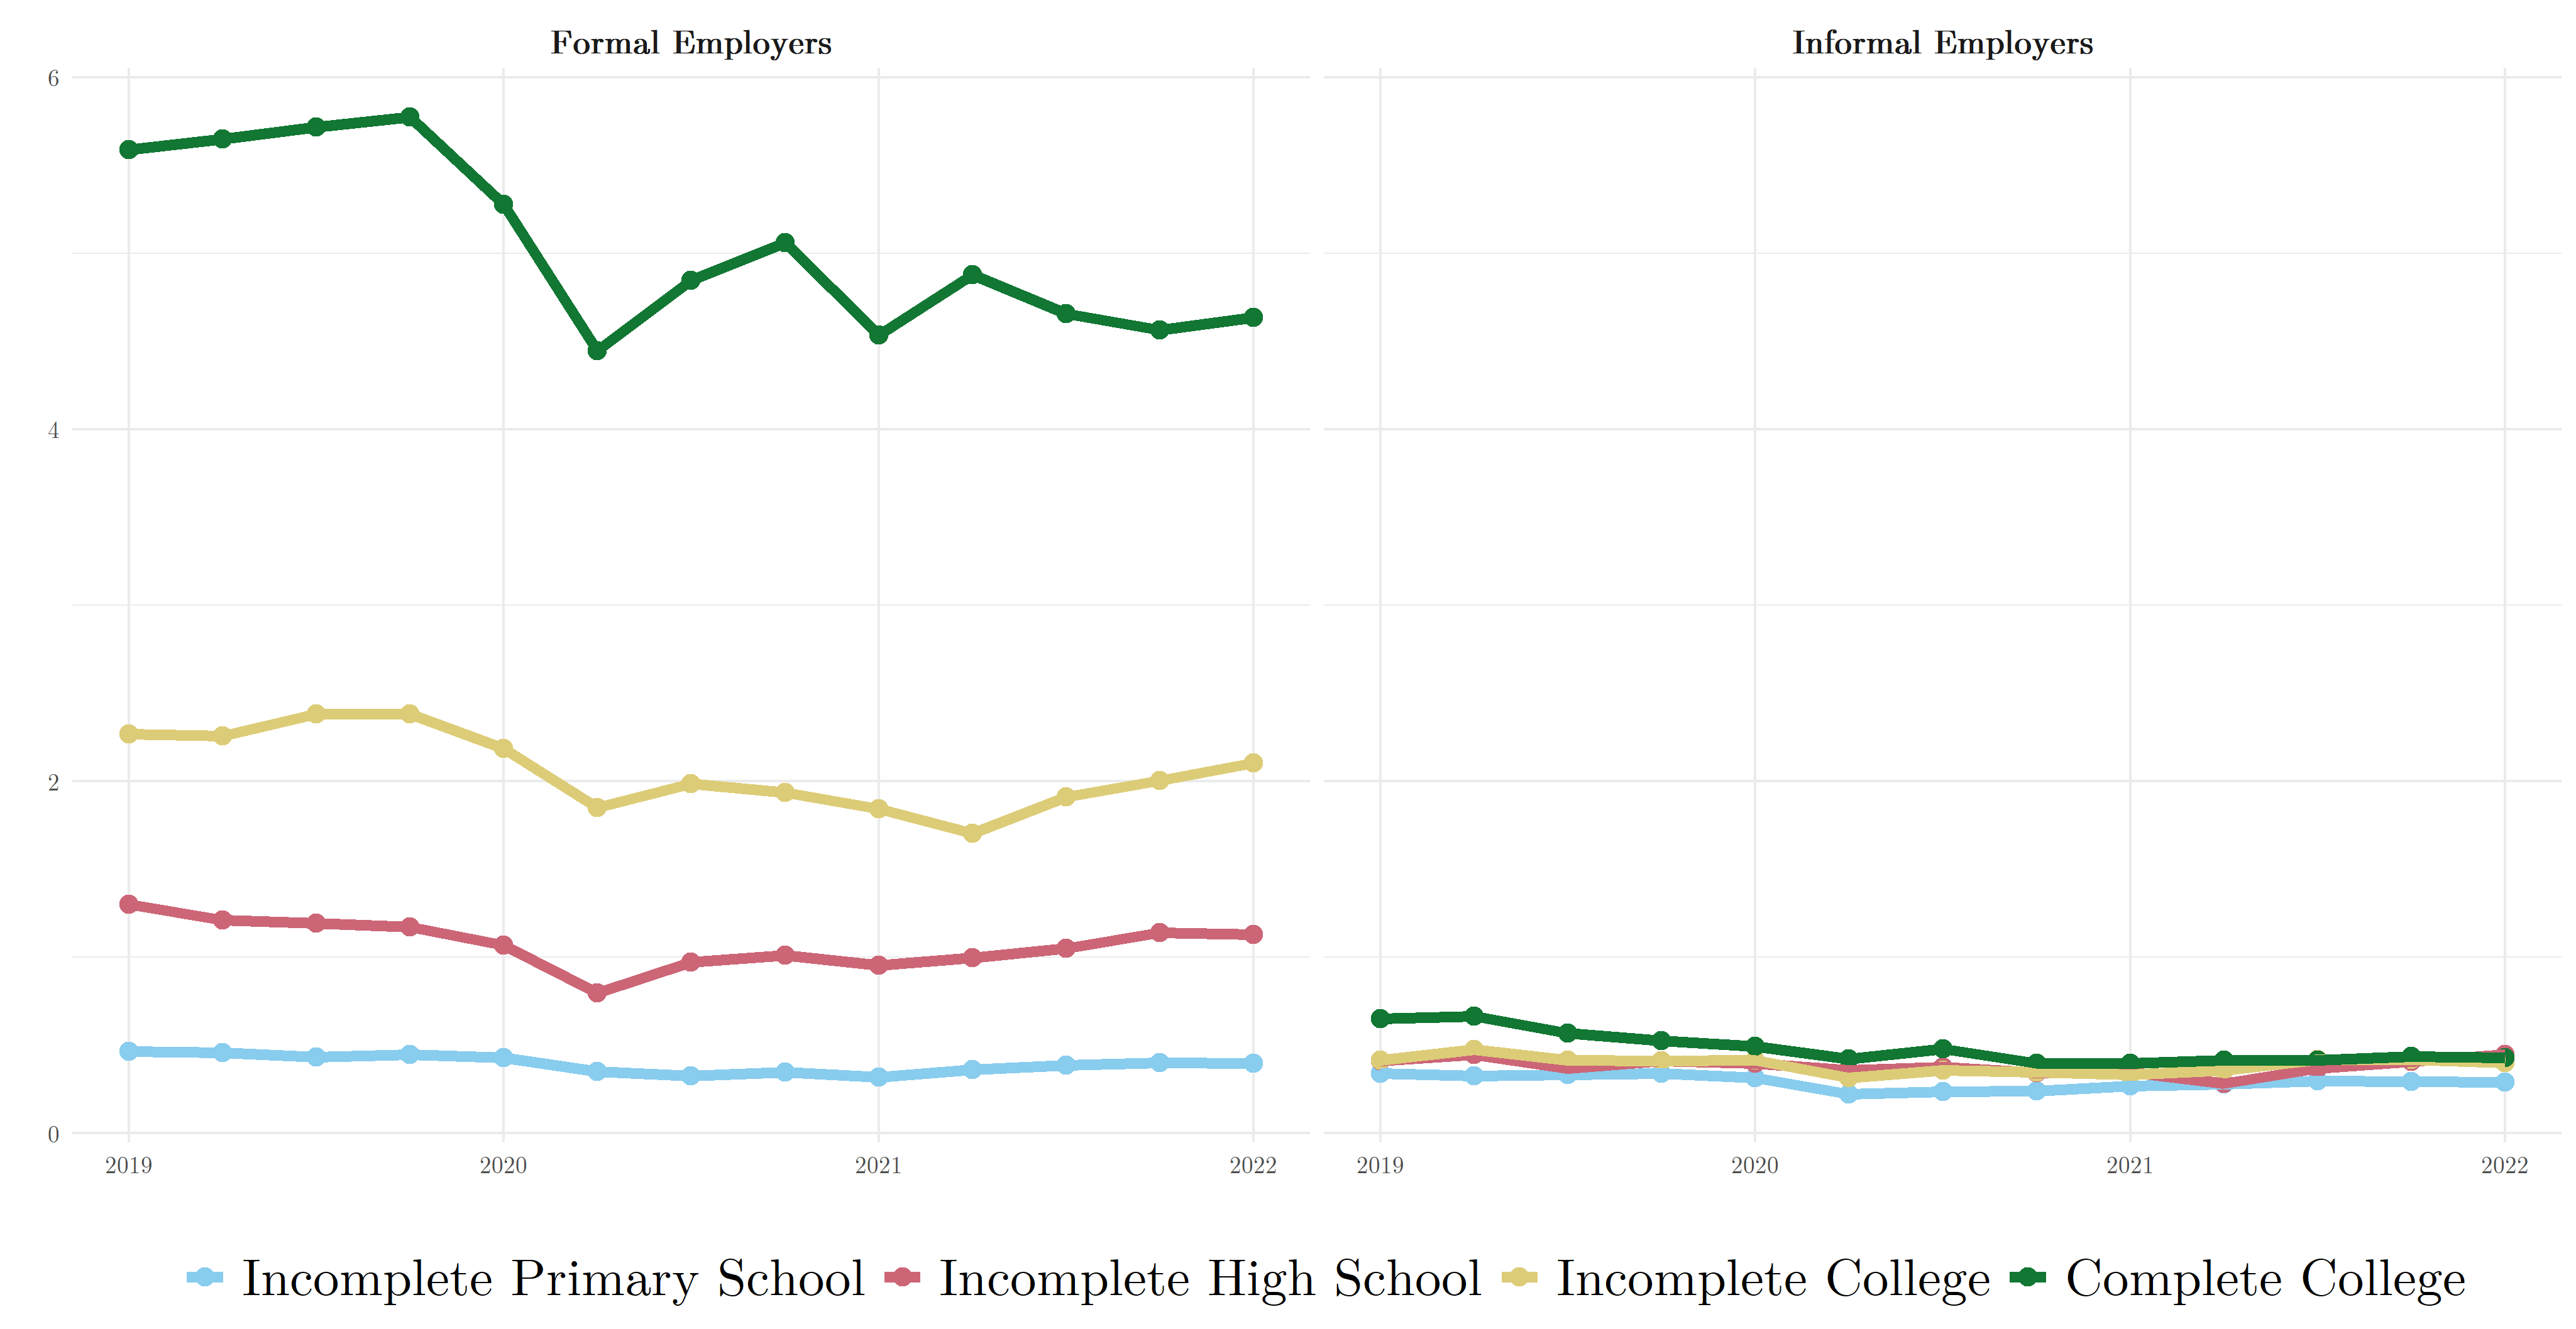 Formal Employers
Informal Employers
6
4
2
0
2019 2020 2021 2022 2019 2020 2021 2022
Incomplete Primary School Incomplete High School Incomplete College Complete College